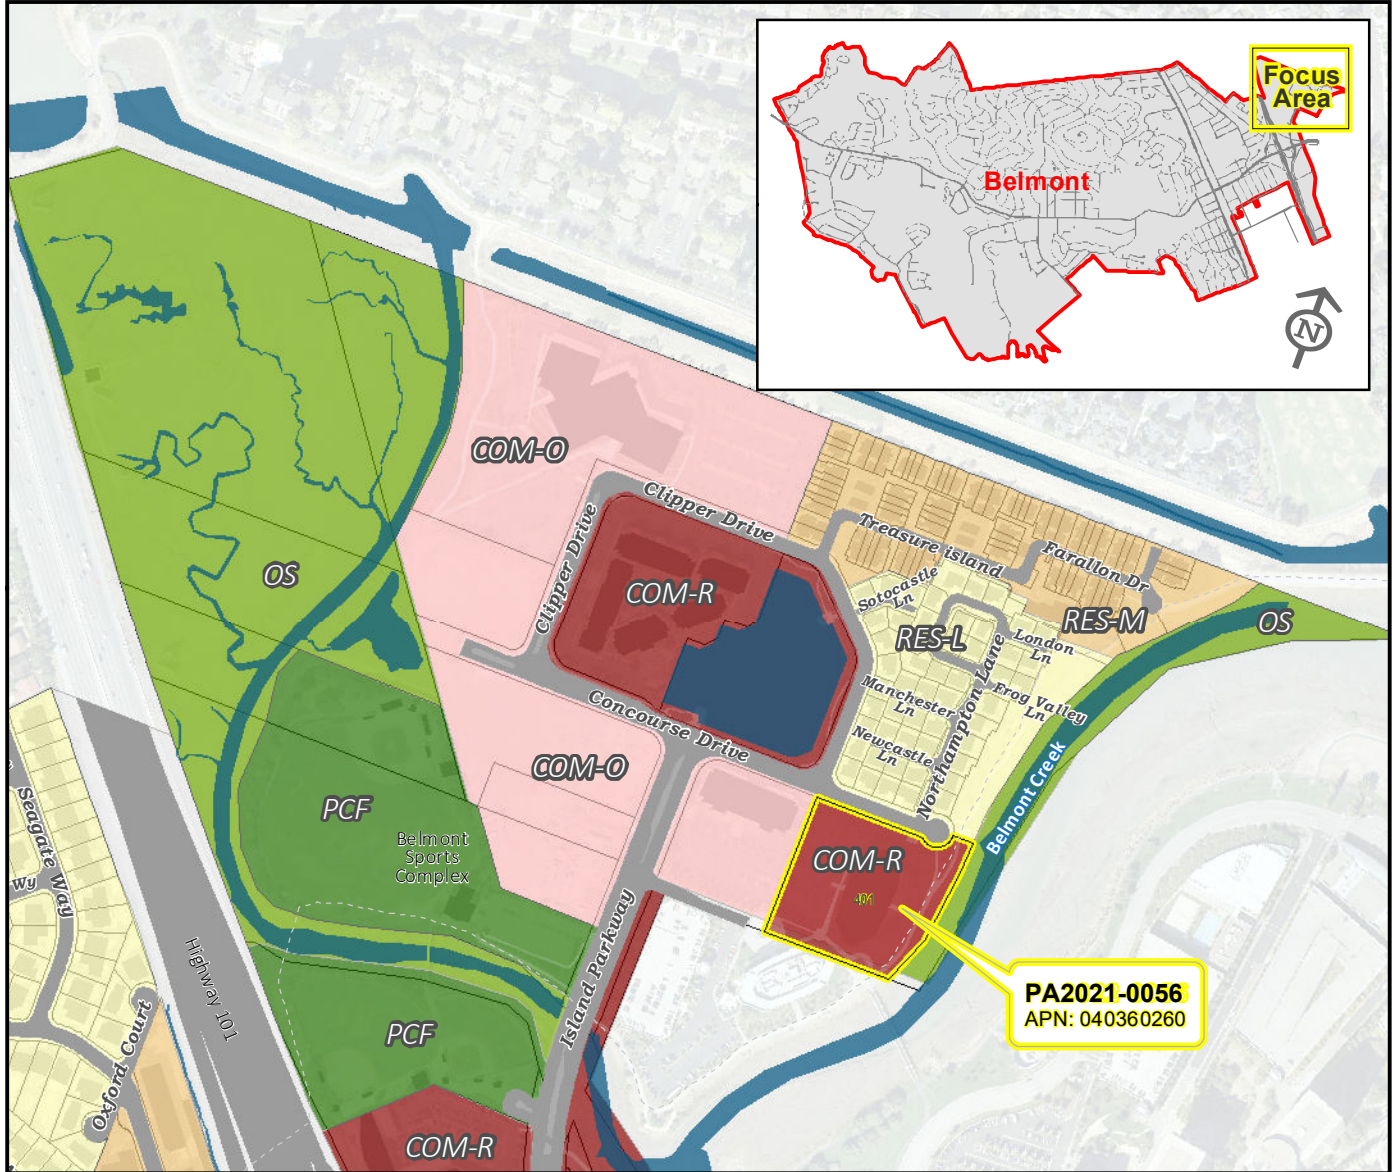 Focus
Area
Belmont
N
COM-O
Clipper Drive
Clipper Drive
Treasure island
Farallon Dr
OS
COM-R
Sotocastle
Ln
RES-L
RES-M
OS
London
Ln
Northampton Lane
Manchester
Ln
Frog Valley
Ln
Concourse Drive
Newcastle
Ln
COM-O
Belmont Creek
PCF
Belmont
Sports
Complex
Seagate Way
Wy
COM-R
401
Island Parkway
Highway 101
PA2021-0056
APN: 040360260
Oxford Court
PCF
COM-R